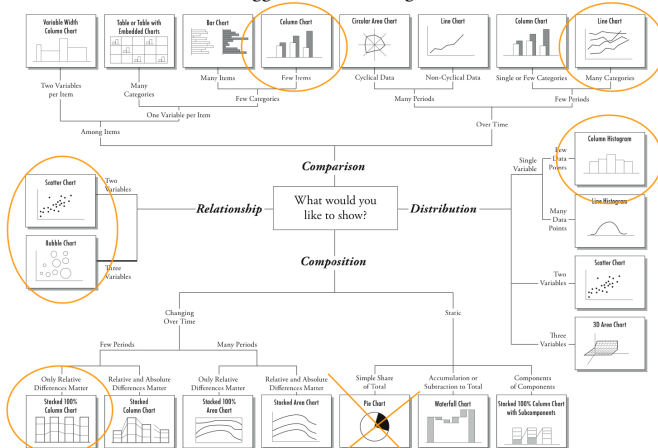 Variable Width
Column Chart
Table or Table with
Embedded Charts
Bar Chart
Column Chart
Circular Area Chart
Line Chart
Column Chart
Line Chart
Two Variables
per Item
Many
Categories
Many Items
Few Items
Cyclical Data
Non-Cyclical Data
Single or Few Categories
Many Categories
Few Categories
Many Periods
Few Periods
One Variable per Item
Among Items
Over Time
Comparison
What would you
like to show?
Relationship
Distribution
Composition
Scatter Chart
Two
Variables
Bubble Chart
Three
Variables
Single
Variable
Few
Data
Points
Column Histogram
Many
Data
Points
Line Histogram
Two
Variables
Scatter Chart
Three
Variables
3D Area Chart
Changing
Over Time
Static
Few Periods
Many Periods
Only Relative
Differences Matter
Relative and Absolute
Differences Matter
Only Relative
Differences Matter
Relative and Absolute
Differences Matter
Simple Share
of Total
Accumulation or
Subtraction to Total
Components
of Components
Stacked 100%
Column Chart
Stacked
Column Chart
Stacked 100%
Area Chart
Stacked Area Chart
Pie Chart
Waterfall Chart
Stacked 100% Column Chart
with Subcomponents